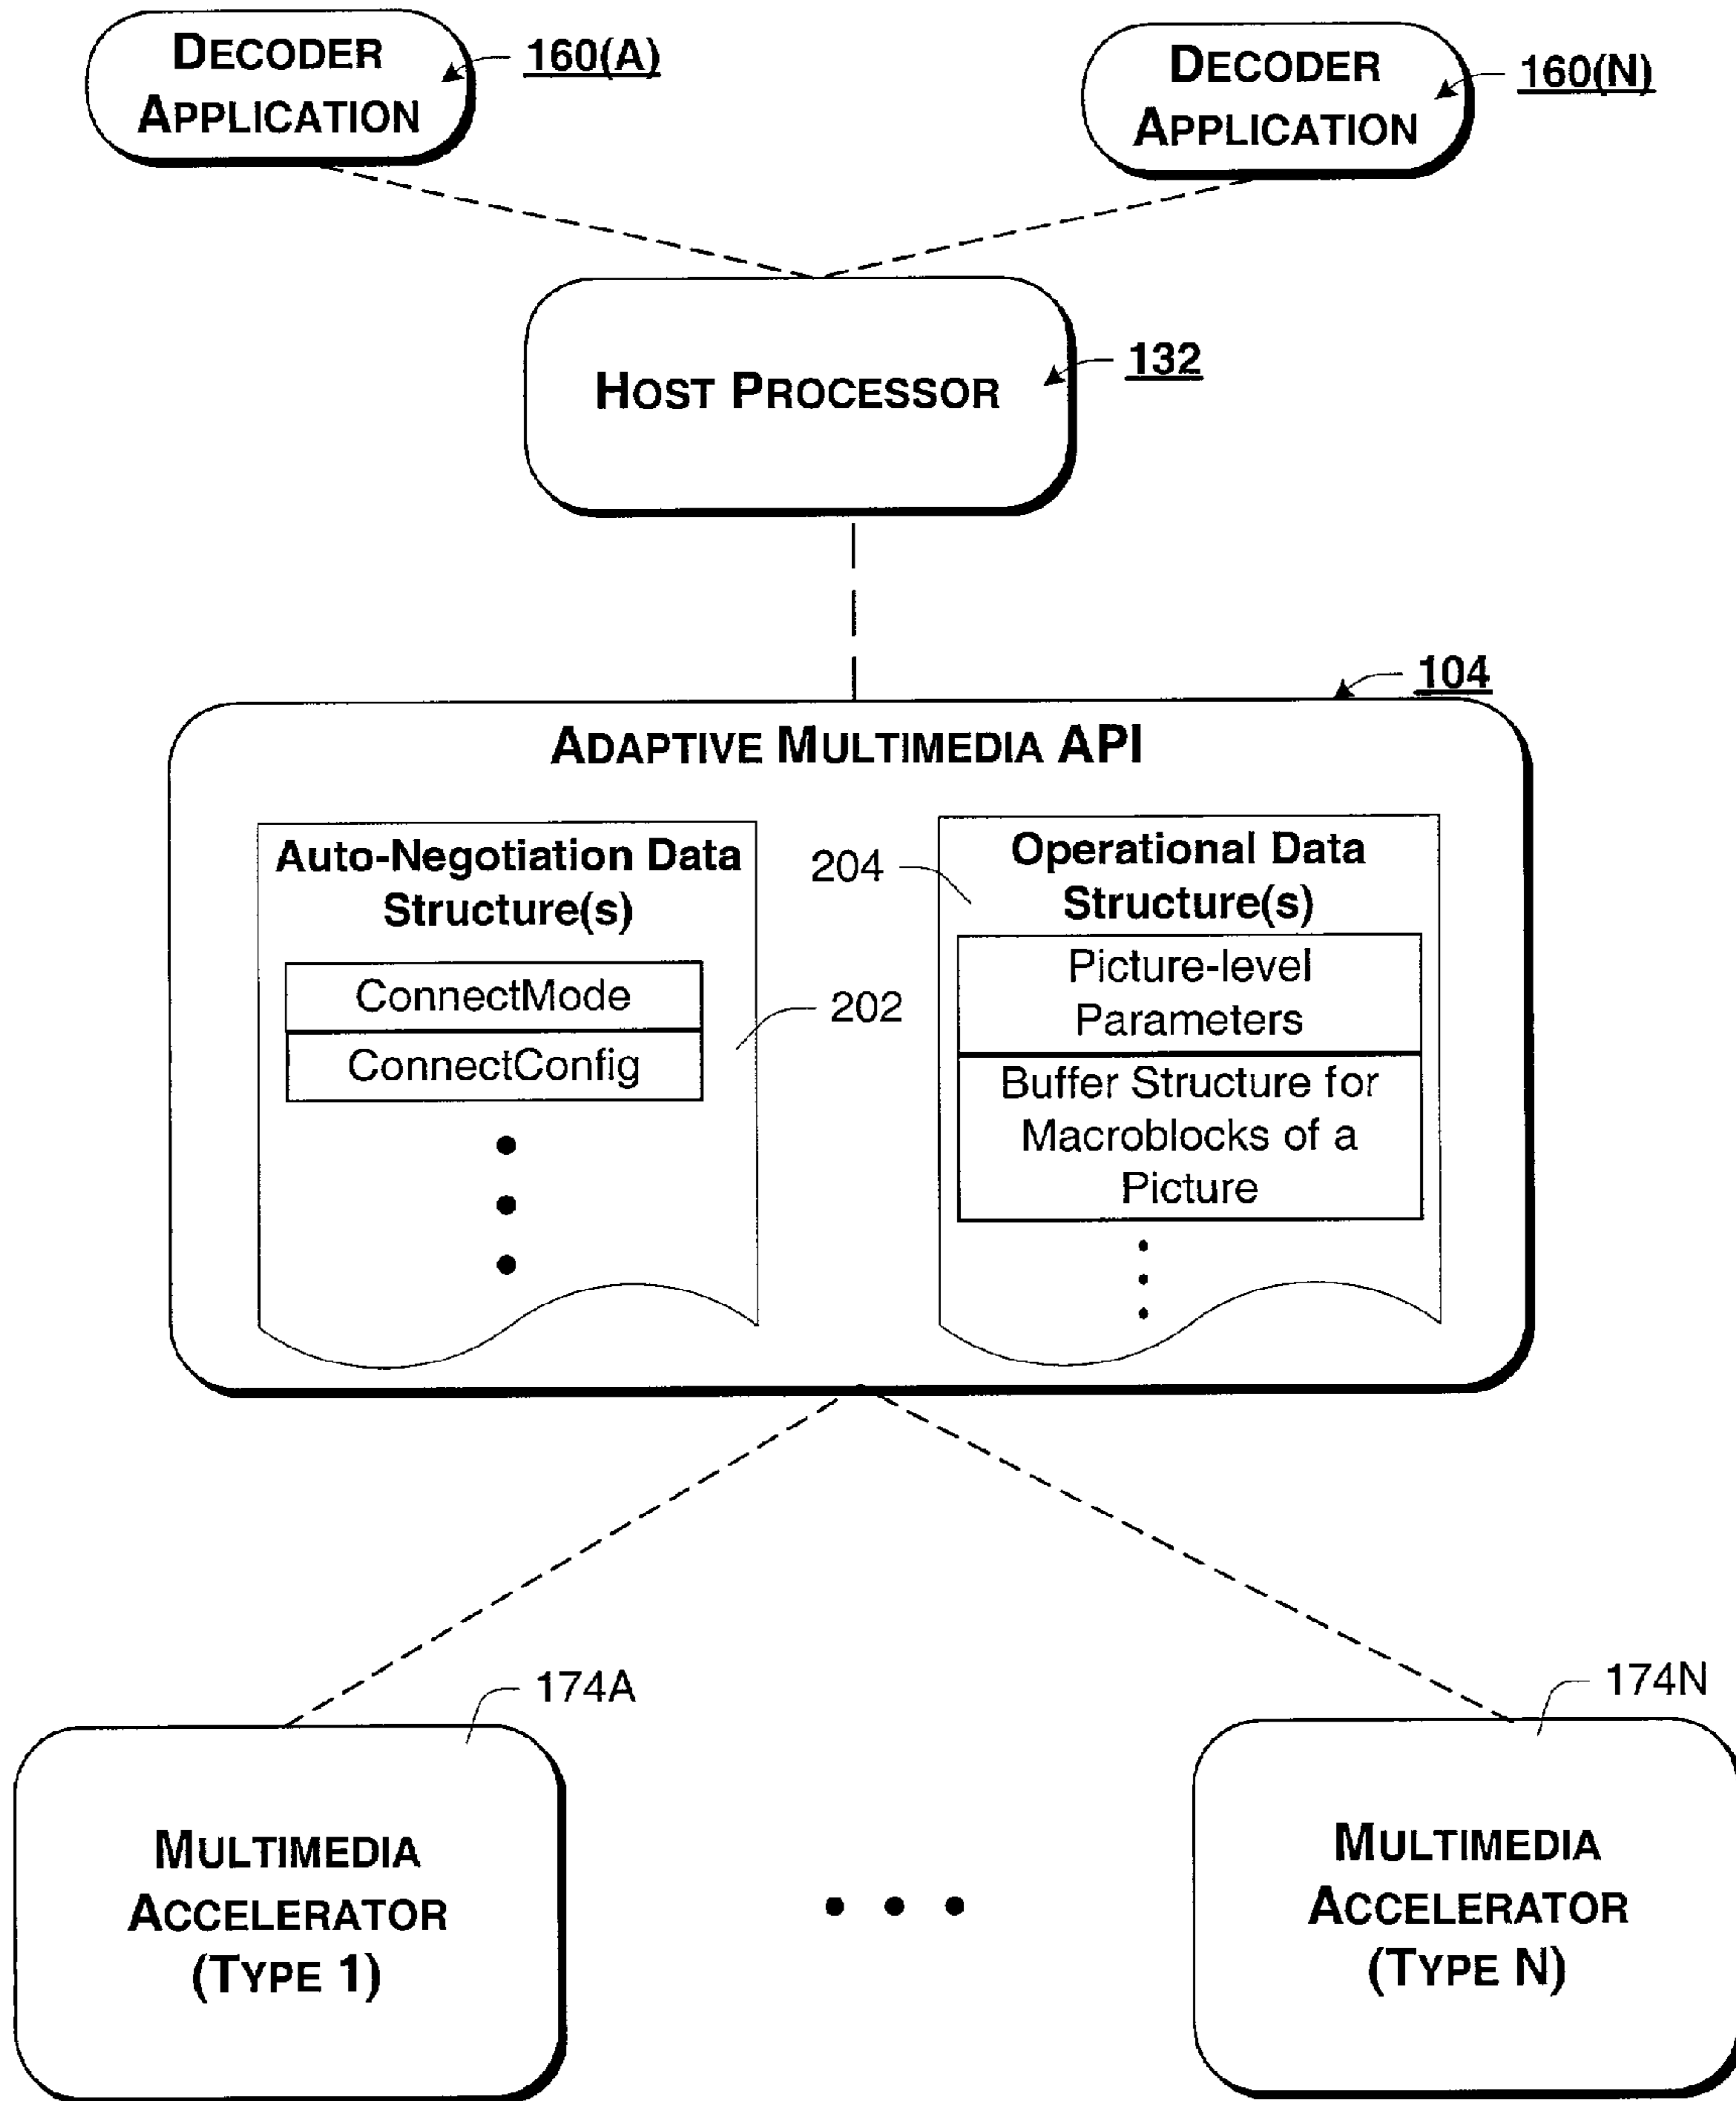 DECODER
APPLICATION
160(A)
DECODER
APPLICATION
160(N)
HOST PROCESSOR
132
104
ADAPTIVE MULTIMEDIA API
Auto-Negotiation Data
Structure(s)
ConnectMode
ConnectConfig
202
204
Operational Data
Structure(s)
Picture-level
Parameters
Buffer Structure for
Macroblocks of a
Picture
174A
MULTIMEDIA
ACCELERATOR
(TYPE 1)
174N
MULTIMEDIA
ACCELERATOR
(TYPE N)